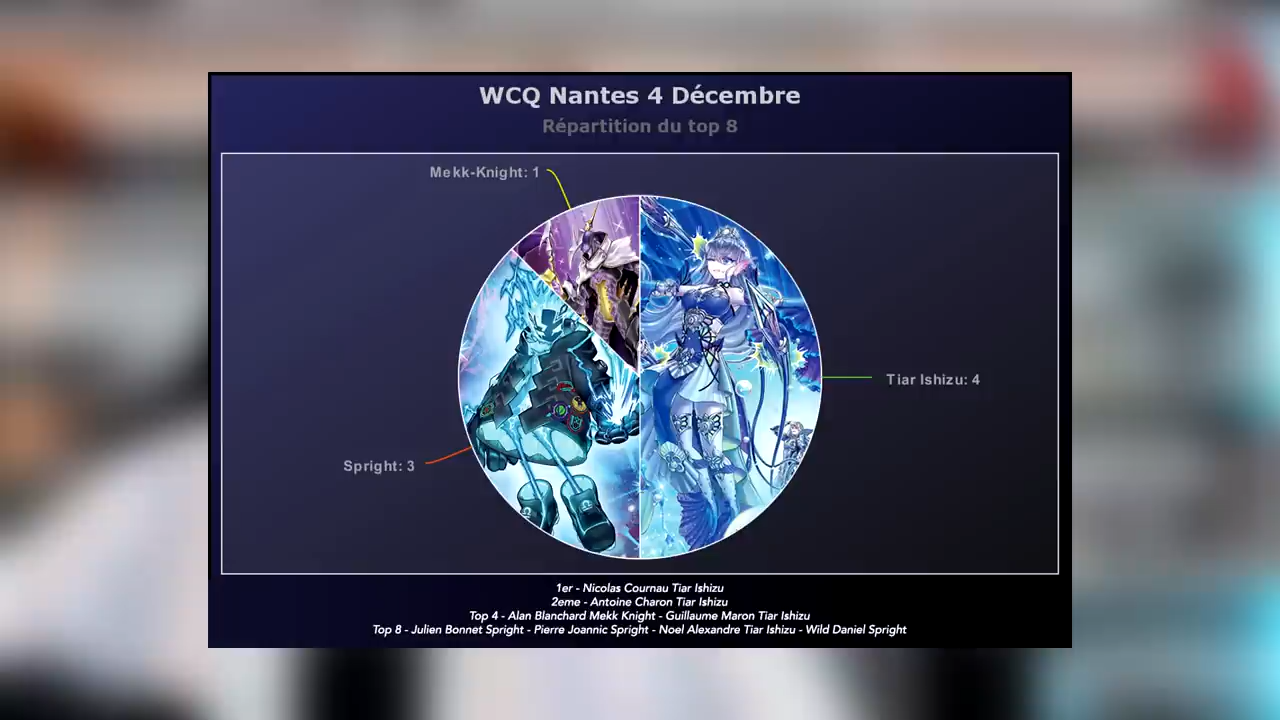 WCQ Nantes 4 Décembre
Répartition du top 8
Mekk-Knight: 1
Tiar Ishizu: 4
Spright: 3
1er - Nicolas Cournau Tiar Ishizu
2eme - Antoine Charon Tiar Ishizu
Top 4 - Alan Blanchard Mekk Knight - Guillaume Maron Tiar Ishizu
Top 8 - Julien Bonnet Spright - Pierre Joannic Spright - Noel Alexandre Tiar Ishizu - Wild Daniel Spright